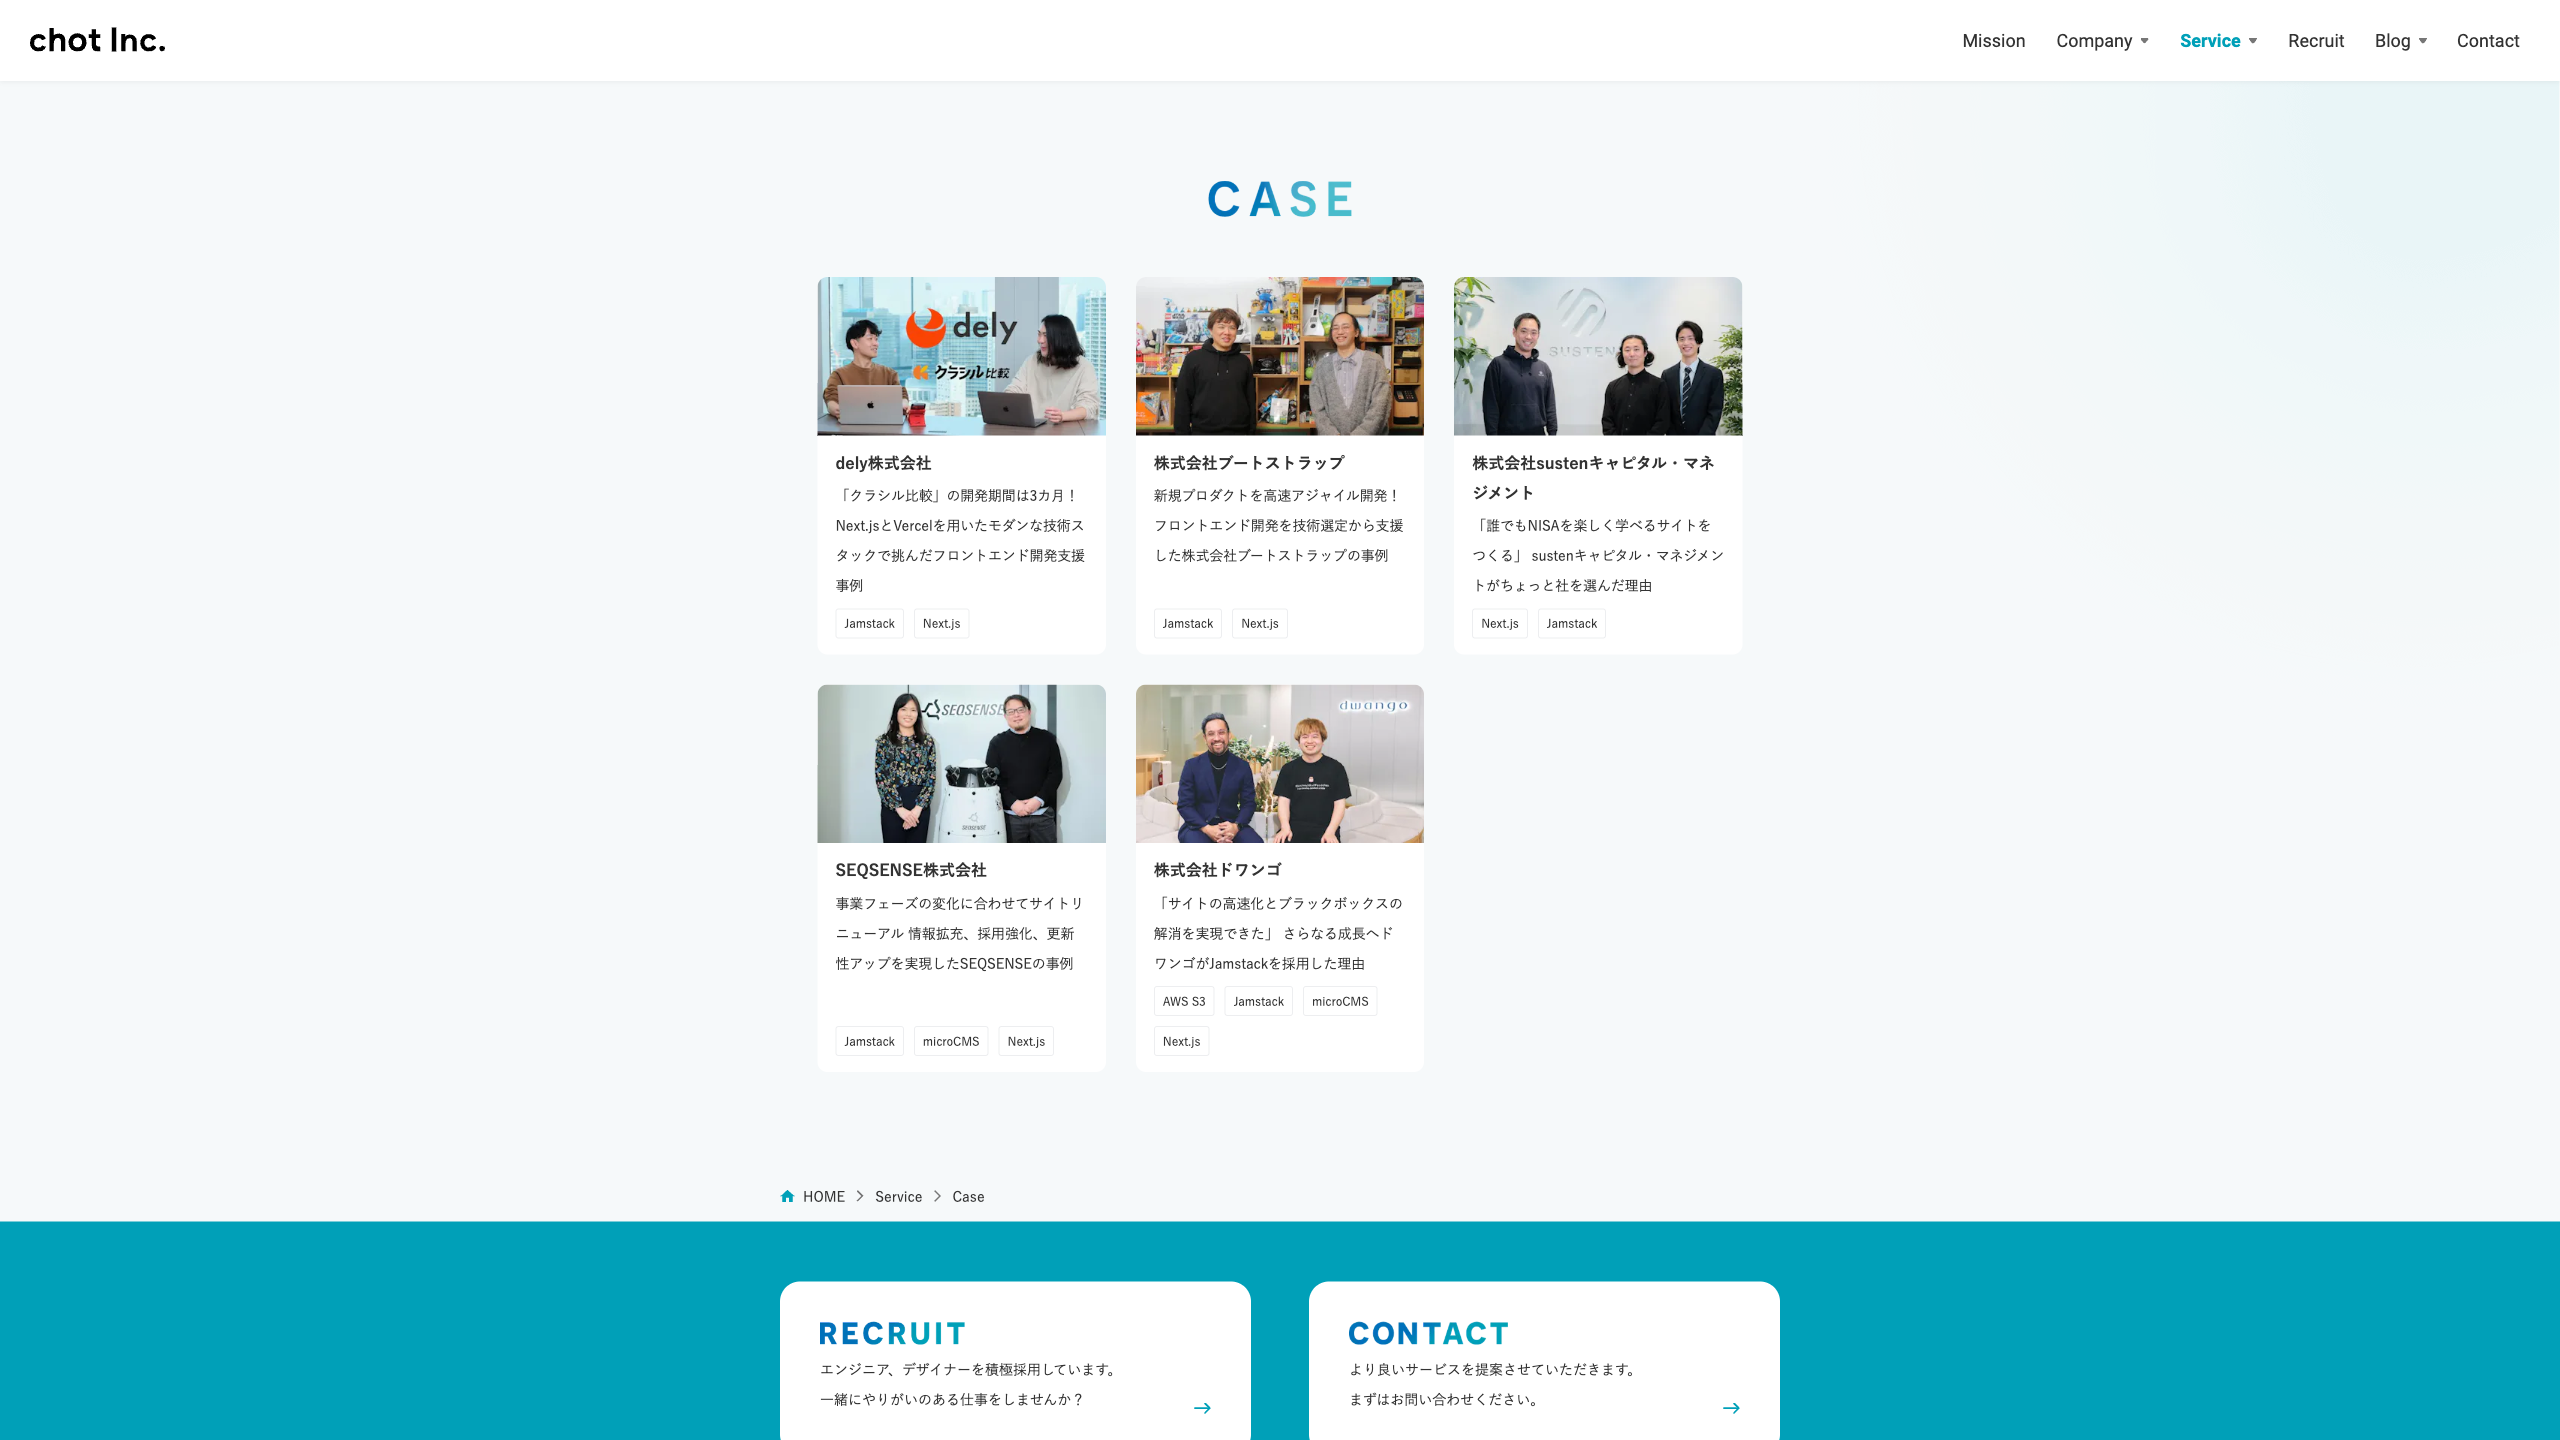 chot Inc.
Mission Company Service Recruit Blog Contact
CASE
dely
クラシル比較
dely株式会社
「クラシル比較」の開発期間は3カ月！
Next.jsとVercelを用いたモダンな技術ス
タックで挑んだフロントエンド開発支援
事例
Jamstack Next.js
株式会社ブートストラップ
新規プロダクトを高速アジャイル開発！
フロントエンド開発を技術選定から支援
した株式会社ブートストラップの事例
Jamstack Next.js
SUSTEN
株式会社sustenキャピタル・マネ
ジメント
「誰でもNISAを楽しく学べるサイトを
つくる」 sustenキャピタル・マネジメン
トがちょっと社を選んだ理由
Next.js Jamstack
SEQSENSE
SEQSENSE
SEQSENSE株式会社
事業フェーズの変化に合わせてサイトリ
ニューアル 情報拡充、採用強化、更新
性アップを実現したSEQSENSEの事例
Jamstack microCMS Next.js
dwango
株式会社ドワンゴ
「サイトの高速化とブラックボックスの
解消を実現できた」 さらなる成長へド
ワンゴがJamstackを採用した理由
AWS S3 Jamstack microCMS
Next.js
HOME Service Case
RECRUIT
エンジニア、デザイナーを積極採用しています。
一緒にやりがいのある仕事をしませんか？
CONTACT
より良いサービスを提案させていただきます。
まずはお問い合わせください。